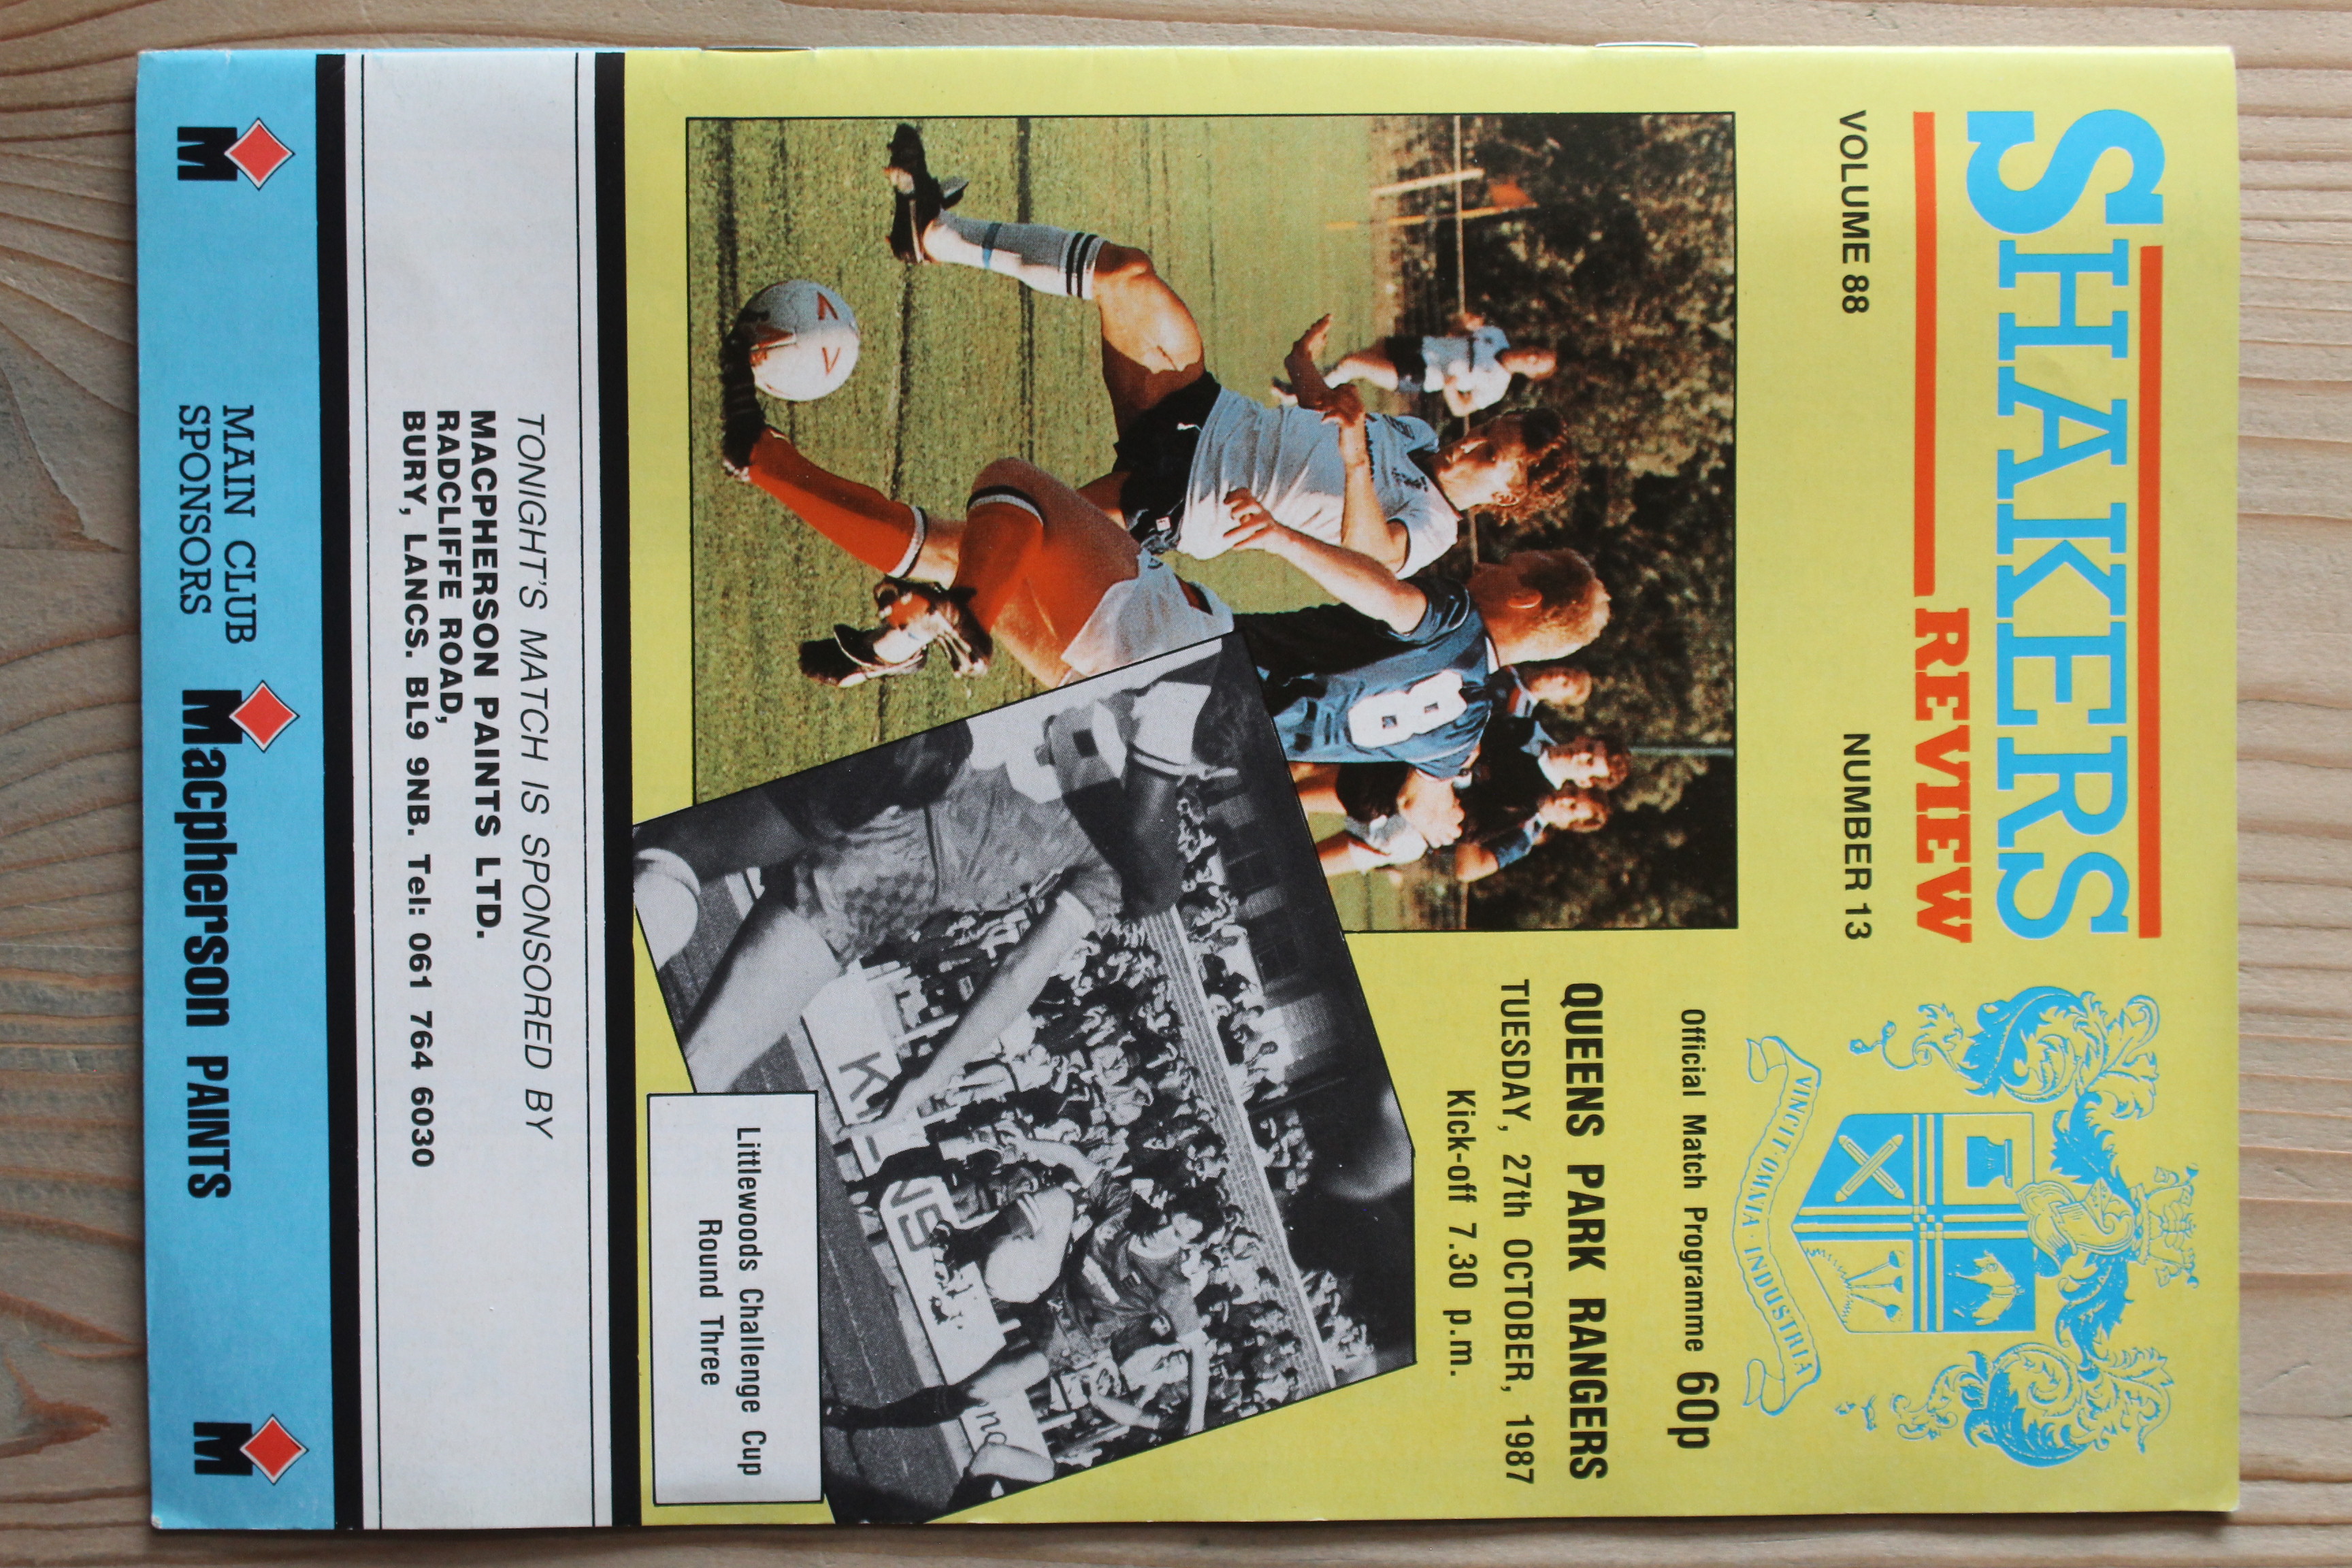 SHAKERS
REVIEW
VOLUME 88
NUMBER 13
VINCIT · OMNIA · INDUSTRIA
Official Match Programme 60p
QUEENS PARK RANGERS
TUESDAY, 27th OCTOBER, 1987
Kick-off 7.30 p.m.
8
Littlewoods Challenge Cup
Round Three
TONIGHT'S MATCH IS SPONSORED BY
MACPHERSON PAINTS LTD.
RADCLIFFE ROAD,
BURY, LANCS. BL9 9NB. Tel: 061 764 6030
M
MAIN CLUB
SPONSORS
Macpherson PAINTS
M